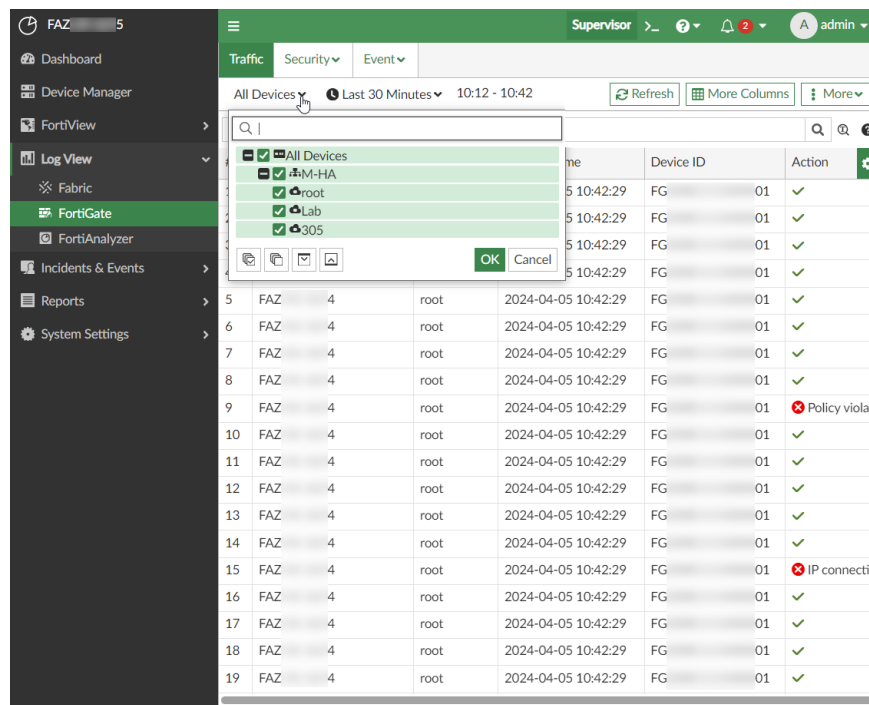 FAZ 5
Supervisor >_ 2 A admin
Dashboard
Device Manager
FortiView
Log View
Fabric
FortiGate
FortiAnalyzer
Incidents & Events
Reports
System Settings
Traffic Security Event
All Devices Last 30 Minutes 10:12 - 10:42 Refresh More Columns More
All Devices
M-HA
root
Lab
305
OK Cancel
# me Device ID Action
5 10:42:29 FG 01
5 10:42:29 FG 01
5 10:42:29 FG 01
5 10:42:29 FG 01
5 FAZ 4 root 2024-04-05 10:42:29 FG 01
6 FAZ 4 root 2024-04-05 10:42:29 FG 01
7 FAZ 4 root 2024-04-05 10:42:29 FG 01
8 FAZ 4 root 2024-04-05 10:42:29 FG 01
9 FAZ 4 root 2024-04-05 10:42:29 FG 01 Policy viola
10 FAZ 4 root 2024-04-05 10:42:29 FG 01
11 FAZ 4 root 2024-04-05 10:42:29 FG 01
12 FAZ 4 root 2024-04-05 10:42:29 FG 01
13 FAZ 4 root 2024-04-05 10:42:29 FG 01
14 FAZ 4 root 2024-04-05 10:42:29 FG 01
15 FAZ 4 root 2024-04-05 10:42:29 FG 01 IP connecti
16 FAZ 4 root 2024-04-05 10:42:29 FG 01
17 FAZ 4 root 2024-04-05 10:42:29 FG 01
18 FAZ 4 root 2024-04-05 10:42:29 FG 01
19 FAZ 4 root 2024-04-05 10:42:29 FG 01